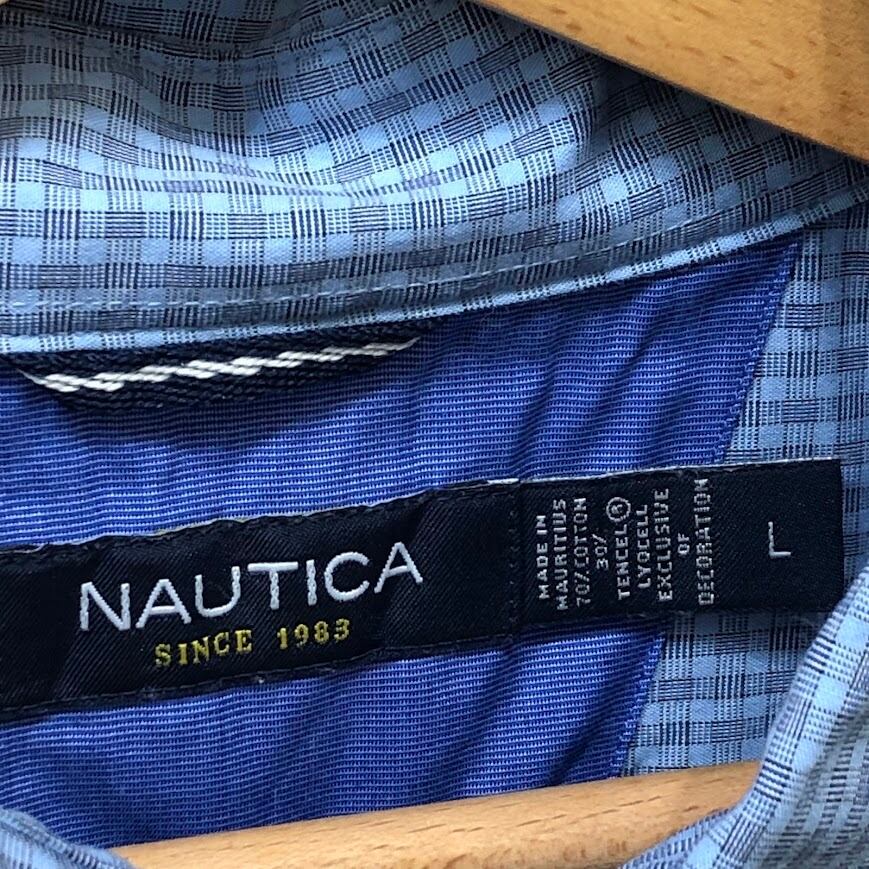 NAUTICA
SINCE 1983
MADE IN
MAURITIUS
70% COTTON
30%
TENCEL®
LYOCELL
EXCLUSIVE
OF
DECORATION
L